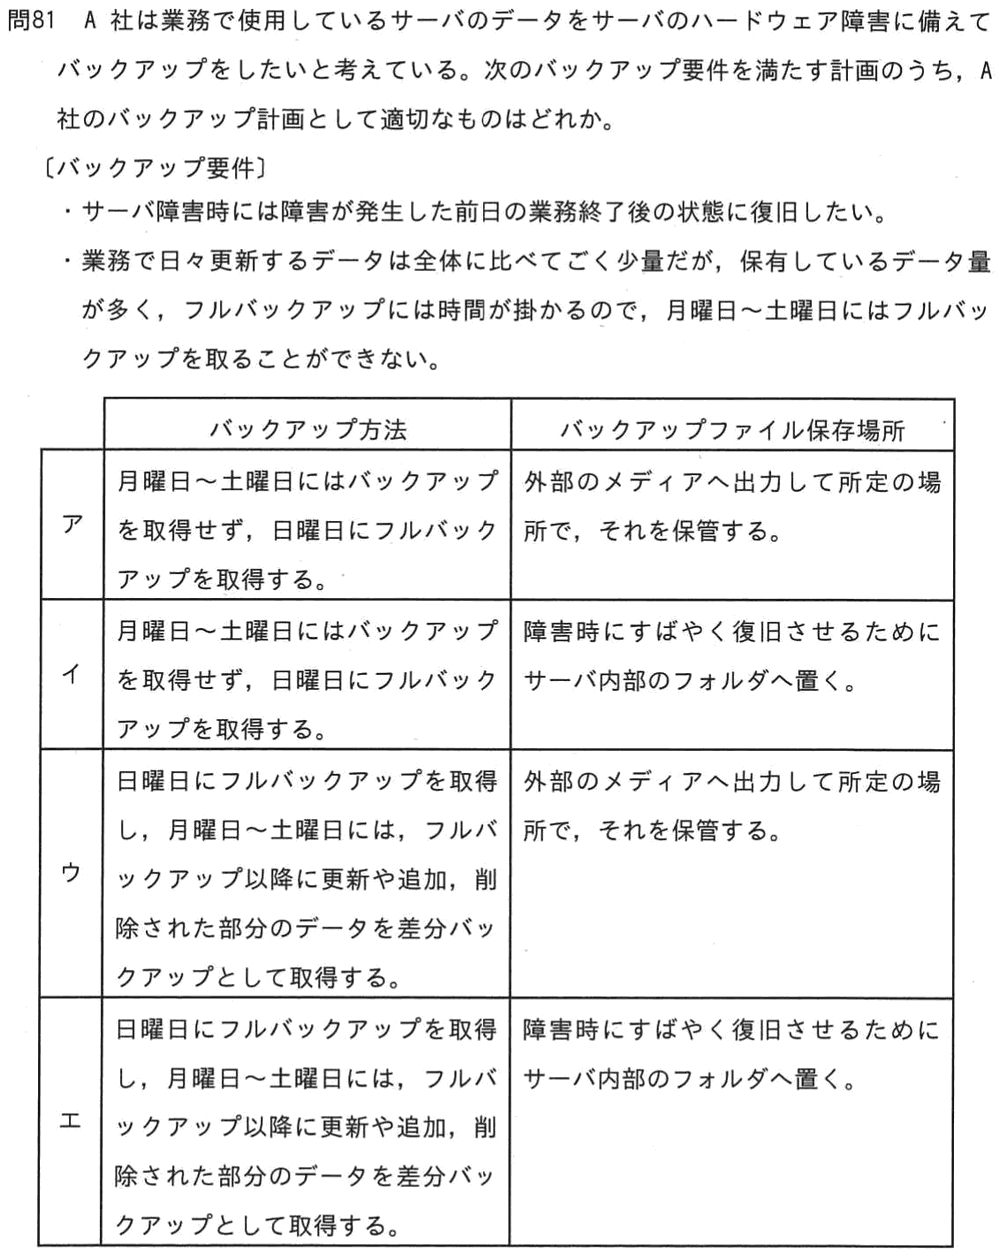 問81 A 社は業務で使用しているサーバのデータをサーバのハードウェア障害に備えて
バックアップをしたいと考えている。次のバックアップ要件を満たす計画のうち，A
社のバックアップ計画として適切なものはどれか。
〔バックアップ要件〕
・サーバ障害時には障害が発生した前日の業務終了後の状態に復旧したい。
・業務で日々更新するデータは全体に比べてごく少量だが，保有しているデータ量
が多く，フルバックアップには時間が掛かるので，月曜日～土曜日にはフルバッ
クアップを取ることができない。
バックアップ方法
バックアップファイル保存場所
ア
月曜日～土曜日にはバックアップ
を取得せず，日曜日にフルバック
アップを取得する。
外部のメディアへ出力して所定の場
所で，それを保管する。
イ
月曜日～土曜日にはバックアップ
を取得せず，日曜日にフルバック
アップを取得する。
障害時にすばやく復旧させるために
サーバ内部のフォルダへ置く。
ウ
日曜日にフルバックアップを取得
し，月曜日～土曜日には，フルバ
ックアップ以降に更新や追加，削
除された部分のデータを差分バッ
クアップとして取得する。
外部のメディアへ出力して所定の場
所で，それを保管する。
エ
日曜日にフルバックアップを取得
し，月曜日～土曜日には，フルバ
ックアップ以降に更新や追加，削
除された部分のデータを差分バッ
クアップとして取得する。
障害時にすばやく復旧させるために
サーバ内部のフォルダへ置く。